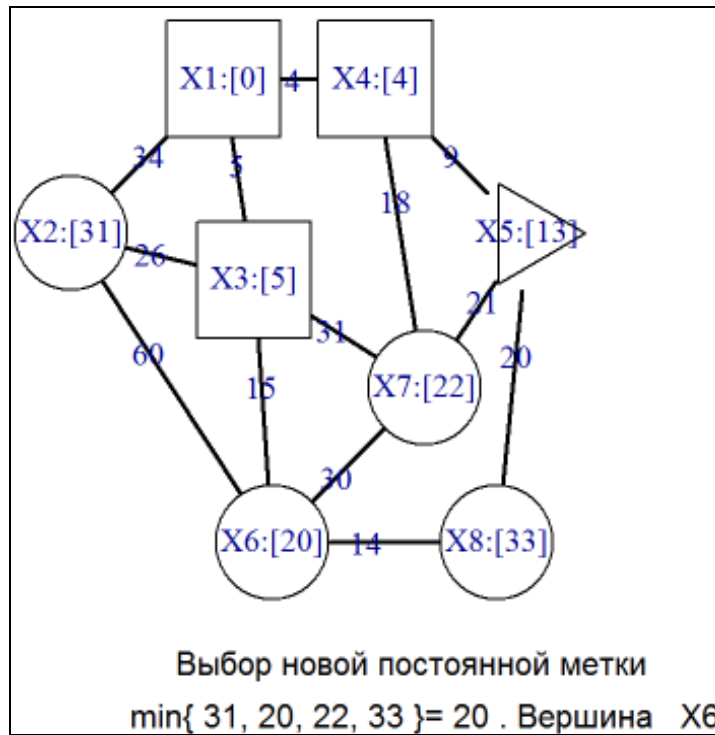 X1:[0] 4 X4:[4]
34 5 9
18
X2:[31] 26 X3:[5] X5:[13]
31 21
60 15 X7:[22] 20
30
X6:[20] 14 X8:[33]
Выбор новой постоянной метки
min{ 31, 20, 22, 33 }= 20 . Вершина X6